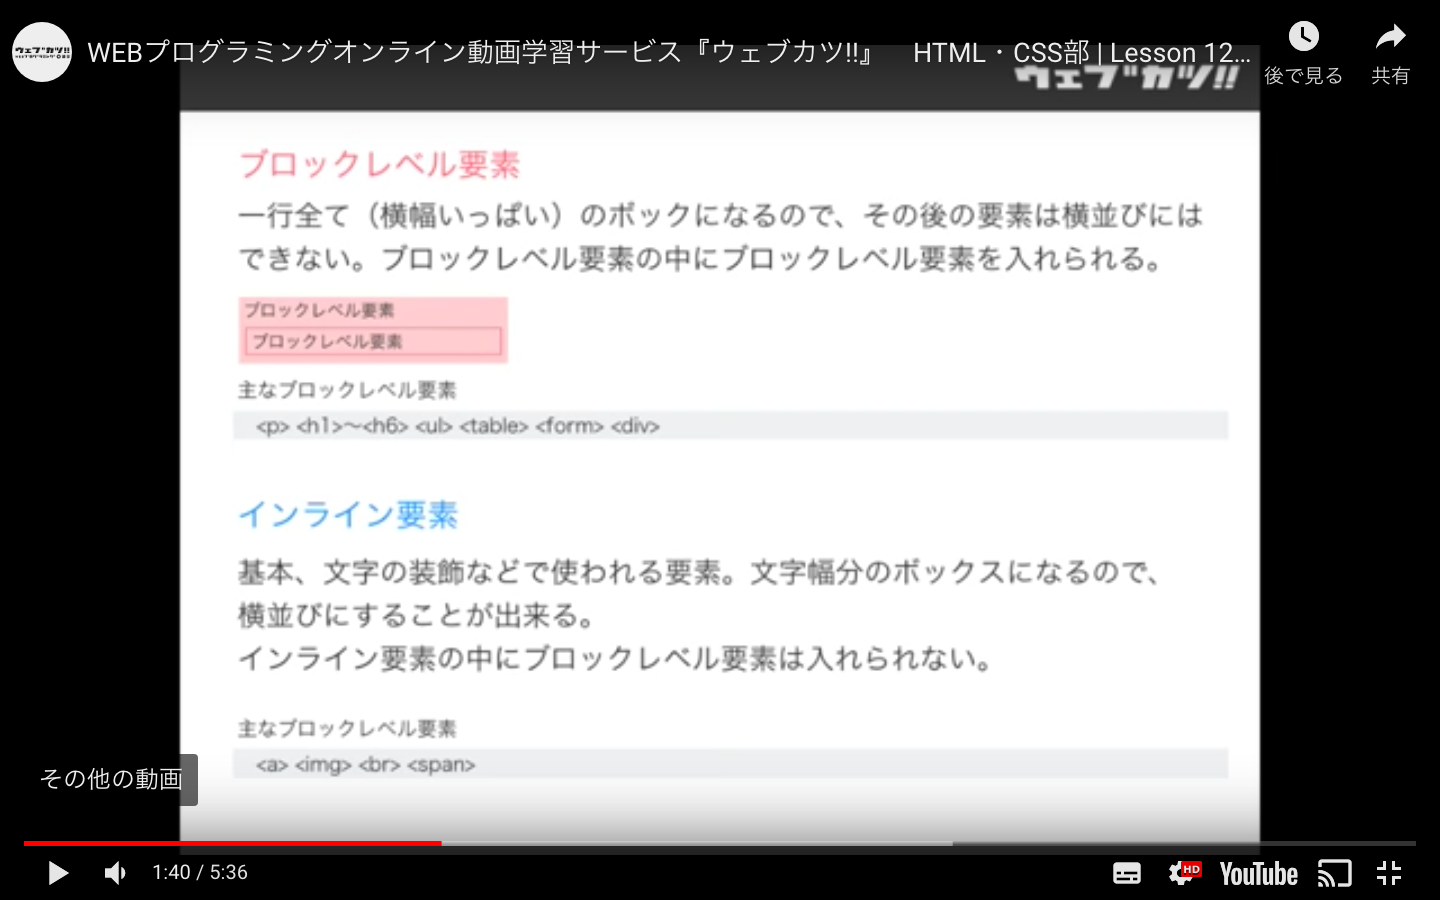 WEBプログラミングオンライン動画学習サービス『ウェブカツ!!』 HTML・CSS部 | Lesson 12...
後で見る
共有
ウェブカツ!!
ブロックレベル要素
一行全て（横幅いっぱい）のボックになるので、その後の要素は横並びには
できない。ブロックレベル要素の中にブロックレベル要素を入れられる。
ブロックレベル要素
ブロックレベル要素
主なブロックレベル要素
<p> <h1>〜<h6> <ul> <table> <form> <div>
インライン要素
基本、文字の装飾などで使われる要素。文字幅分のボックスになるので、
横並びにすることが出来る。
インライン要素の中にブロックレベル要素は入れられない。
主なブロックレベル要素
<a> <img> <br> <span>
その他の動画
1:40 / 5:36
HD
YouTube